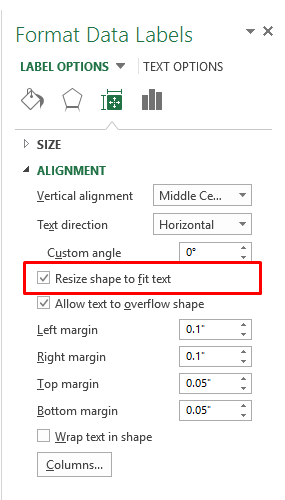 Format Data Labels
LABEL OPTIONS TEXT OPTIONS
SIZE
ALIGNMENT
Vertical alignment Middle Ce...
Text direction Horizontal
Custom angle 0°
Resize shape to fit text
Allow text to overflow shape
Left margin 0.1"
Right margin 0.1"
Top margin 0.05"
Bottom margin 0.05"
Wrap text in shape
Columns...